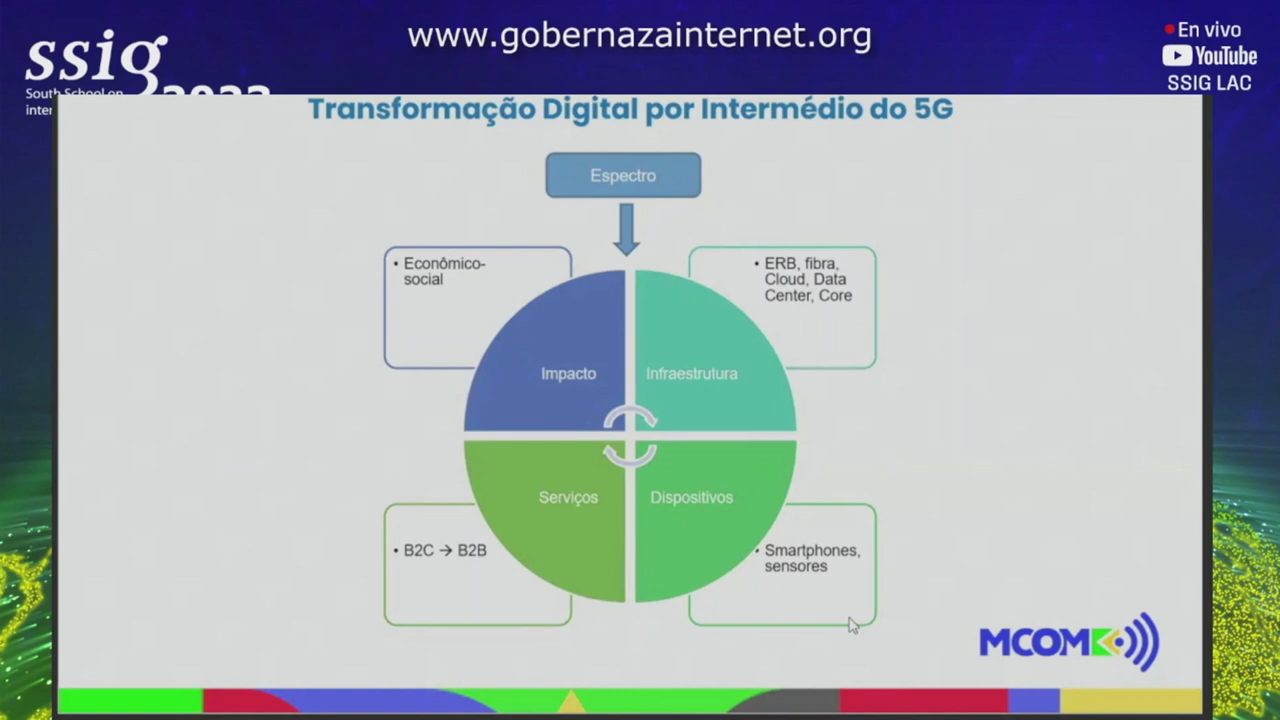 www.gobernazainternet.org
ssig
South School on
En vivo
YouTube
SSIG LAC
Transformação Digital por Intermédio do 5G
Espectro
• Econômico-
social
• ERB, fibra,
Cloud, Data
Center, Core
Impacto
Infraestrutura
Serviços
Dispositivos
• B2C → B2B
• Smartphones,
sensores
MCOM